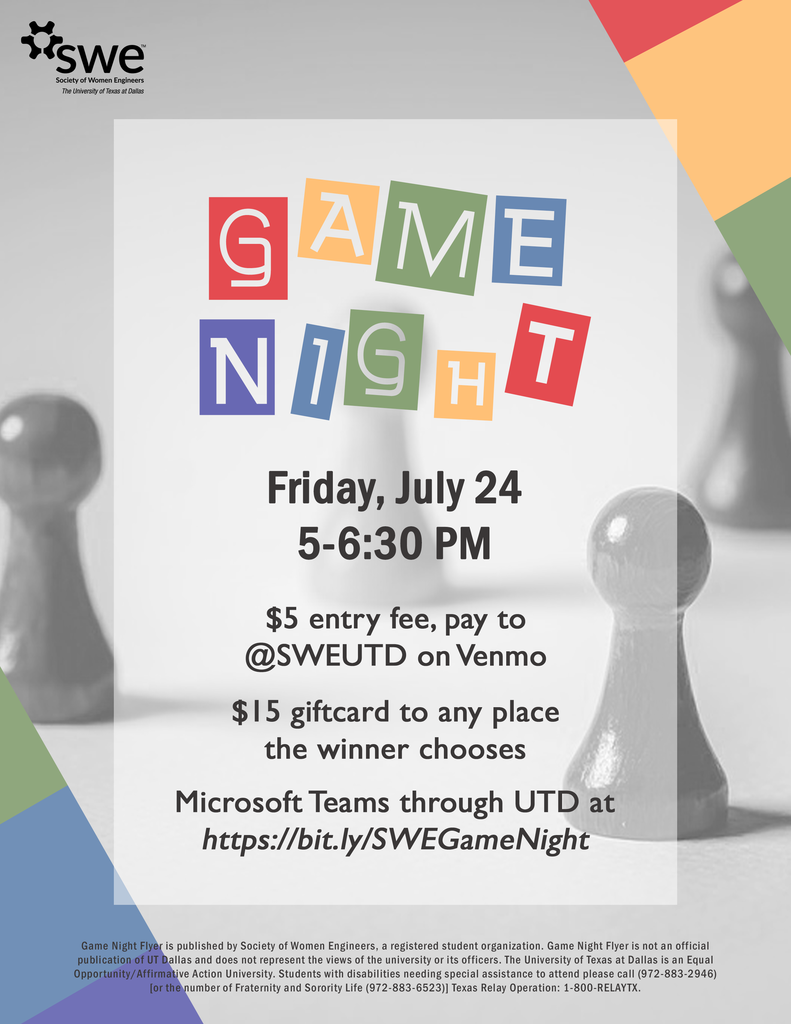 swe™
Society of Women Engineers
The University of Texas at Dallas
GAME
NIGHT
Friday, July 24
5-6:30 PM
$5 entry fee, pay to
@SWEUTD on Venmo
$15 giftcard to any place
the winner chooses
Microsoft Teams through UTD at
https://bit.ly/SWEGameNight
Game Night Flyer is published by Society of Women Engineers, a registered student organization. Game Night Flyer is not an official
publication of UT Dallas and does not represent the views of the university or its officers. The University of Texas at Dallas is an Equal
Opportunity/Affirmative Action University. Students with disabilities needing special assistance to attend please call (972-883-2946)
[or the number of Fraternity and Sorority Life (972-883-6523)] Texas Relay Operation: 1-800-RELAYTX.